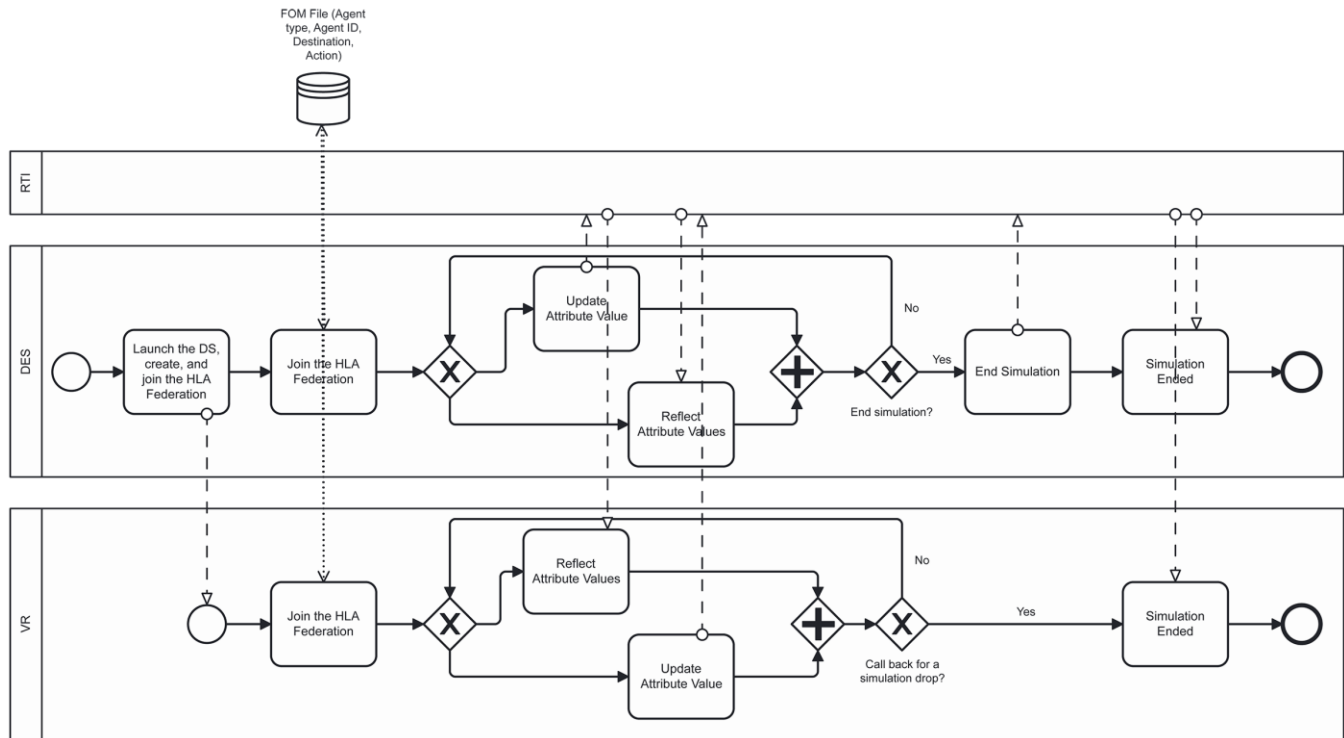 FOM File (Agent
type, Agent ID,
Destination,
Action)
RTI
DES
Launch the DS,
create, and
join the HLA
Federation
Join the HLA
Federation
X
Update
Attribute Value
Reflect
Attribute Values
X
No
Yes
End simulation?
End Simulation
Simulation
Ended
VR
Join the HLA
Federation
X
Reflect
Attribute Values
Update
Attribute Value
X
No
Yes
Call back for a
simulation drop?
Simulation
Ended